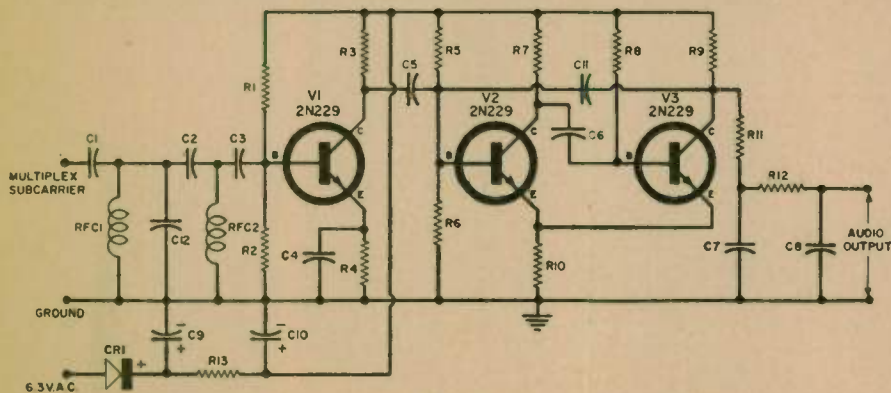 R3
R5
R7
R8
R9
C5
C11
R1
V1
2N229
V2
2N229
V3
2N229
C
C
C
C6
R11
C1
C2
C3
B
B
B
R12
MULTIPLEX
SUBCARRIER
E
E
E
RFC1
C12
RFC2
R2
C4
R4
R6
R10
C7
C8
AUDIO
OUTPUT
GROUND
− C9
+
− C10
+
CR1
+
R13
6.3V.A.C.